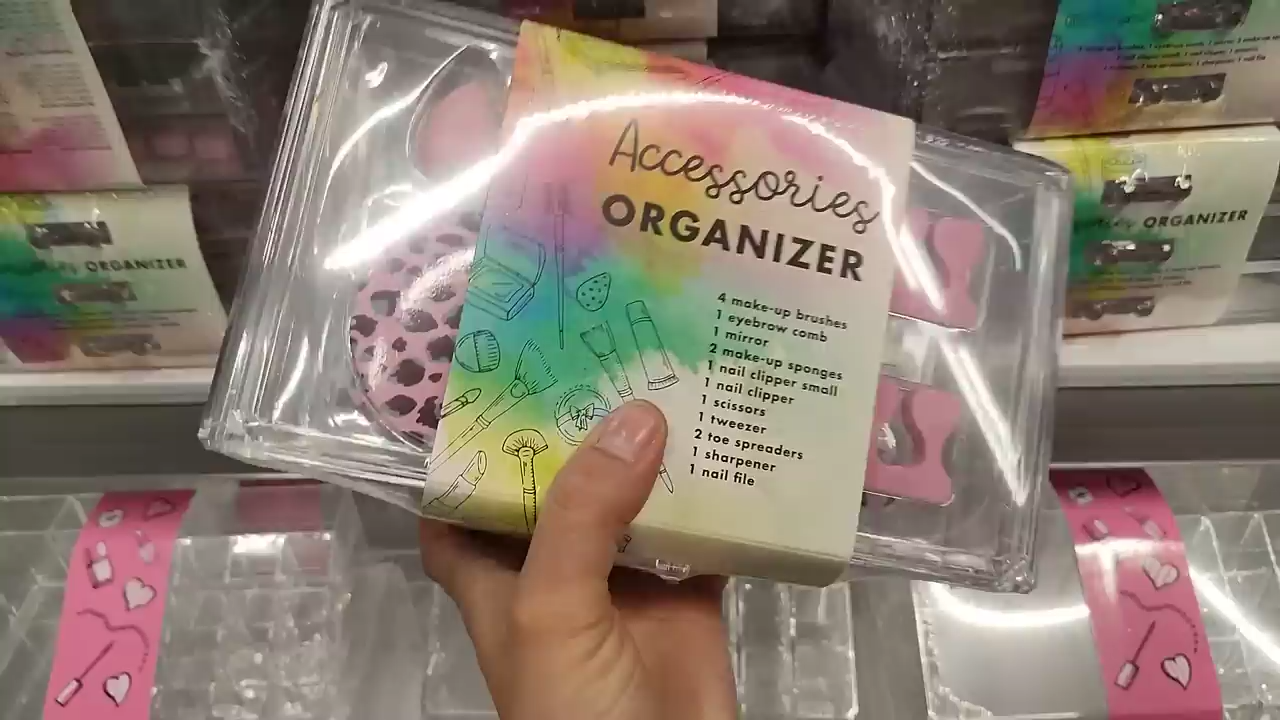 Accessories
ORGANIZER
4 make-up brushes
1 eyebrow comb
1 mirror
2 make-up sponges
1 nail clipper small
1 nail clipper
1 scissors
1 tweezer
2 toe spreaders
1 sharpener
1 nail file
ORGANIZER
ORGANIZER